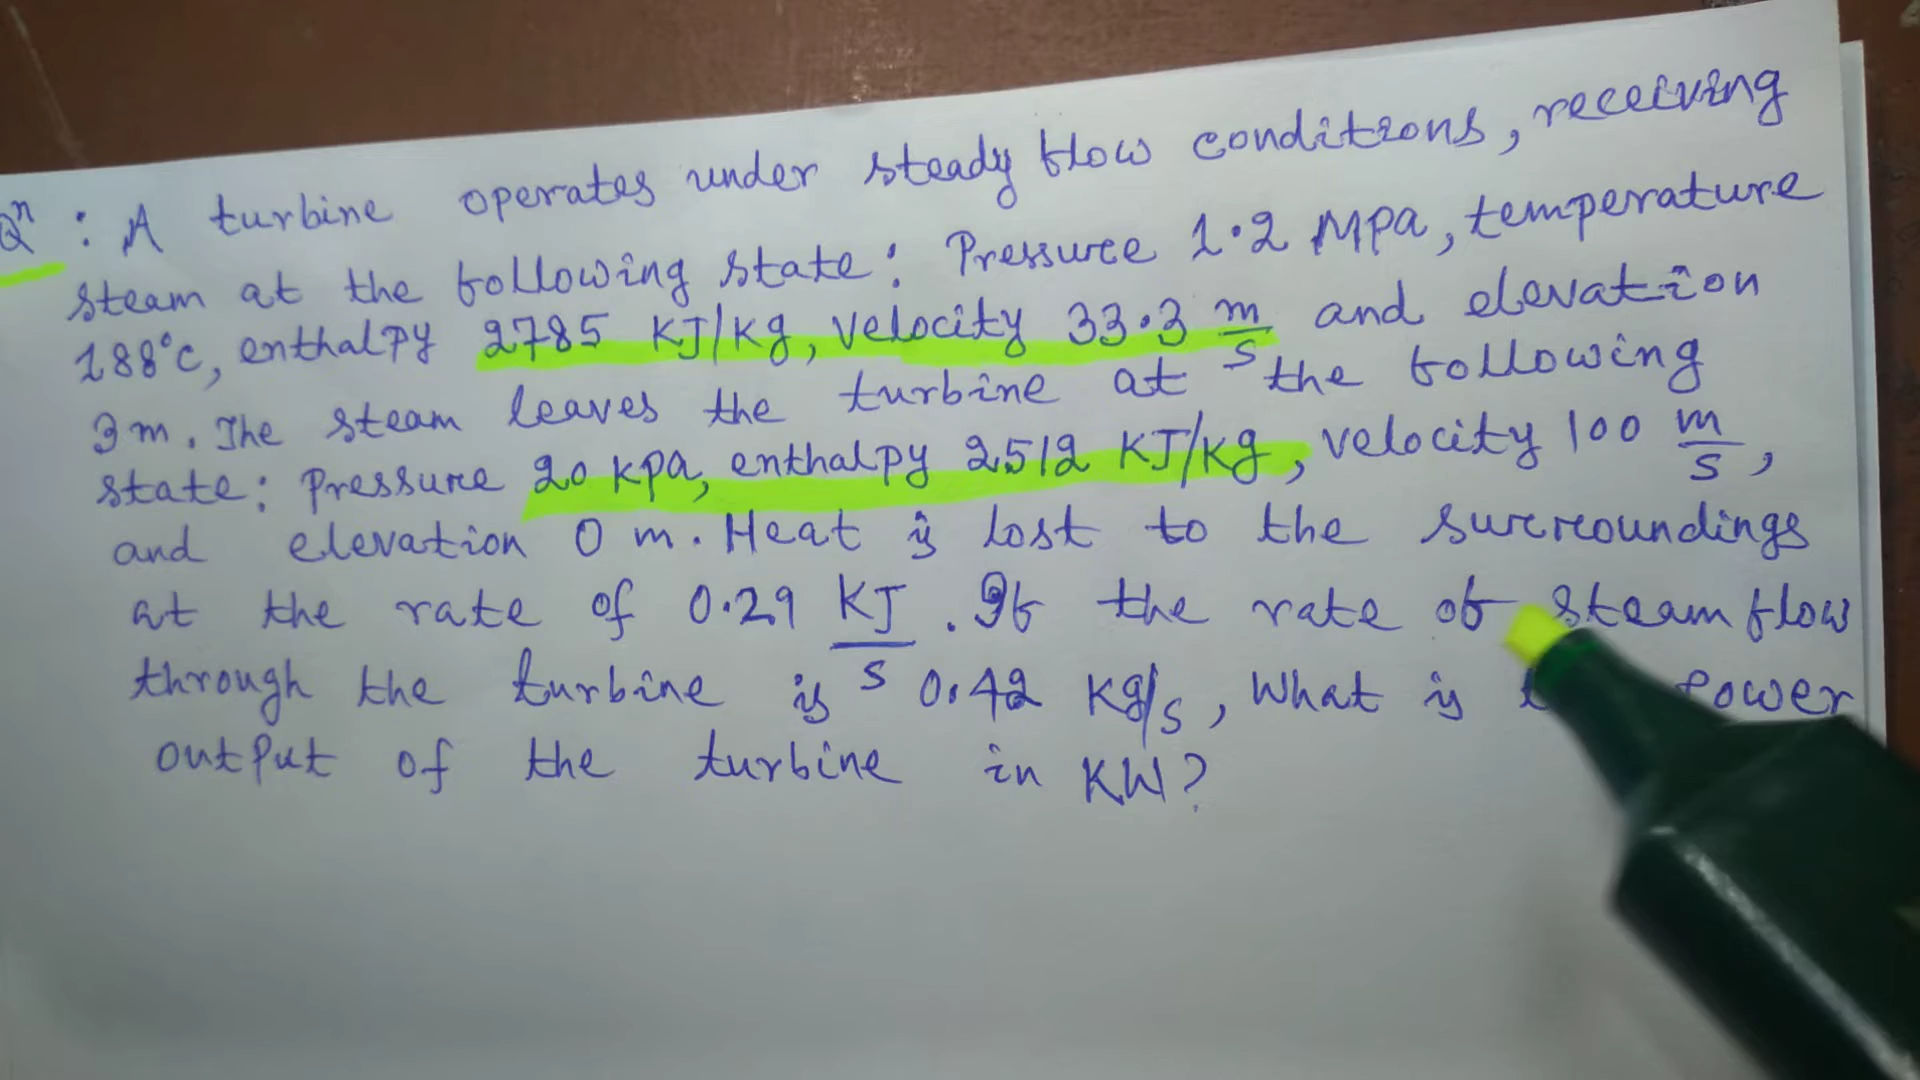 Qn: A turbine operates under steady flow conditions, receiving
steam at the following state: Pressure 1.2 MPa, temperature
188°c, enthalpy 2785 KJ/Kg, velocity 33.3 m/s and elevation
3m. The steam leaves the turbine at the following
state: Pressure 20 kpa, enthalpy 2512 KJ/Kg, velocity 100 m/s,
and elevation 0 m. Heat is lost to the surroundings
at the rate of 0.29 KJ/s. If the rate of steam flow
through the turbine is 0.42 Kg/s, What is Power
output of the turbine in KW?